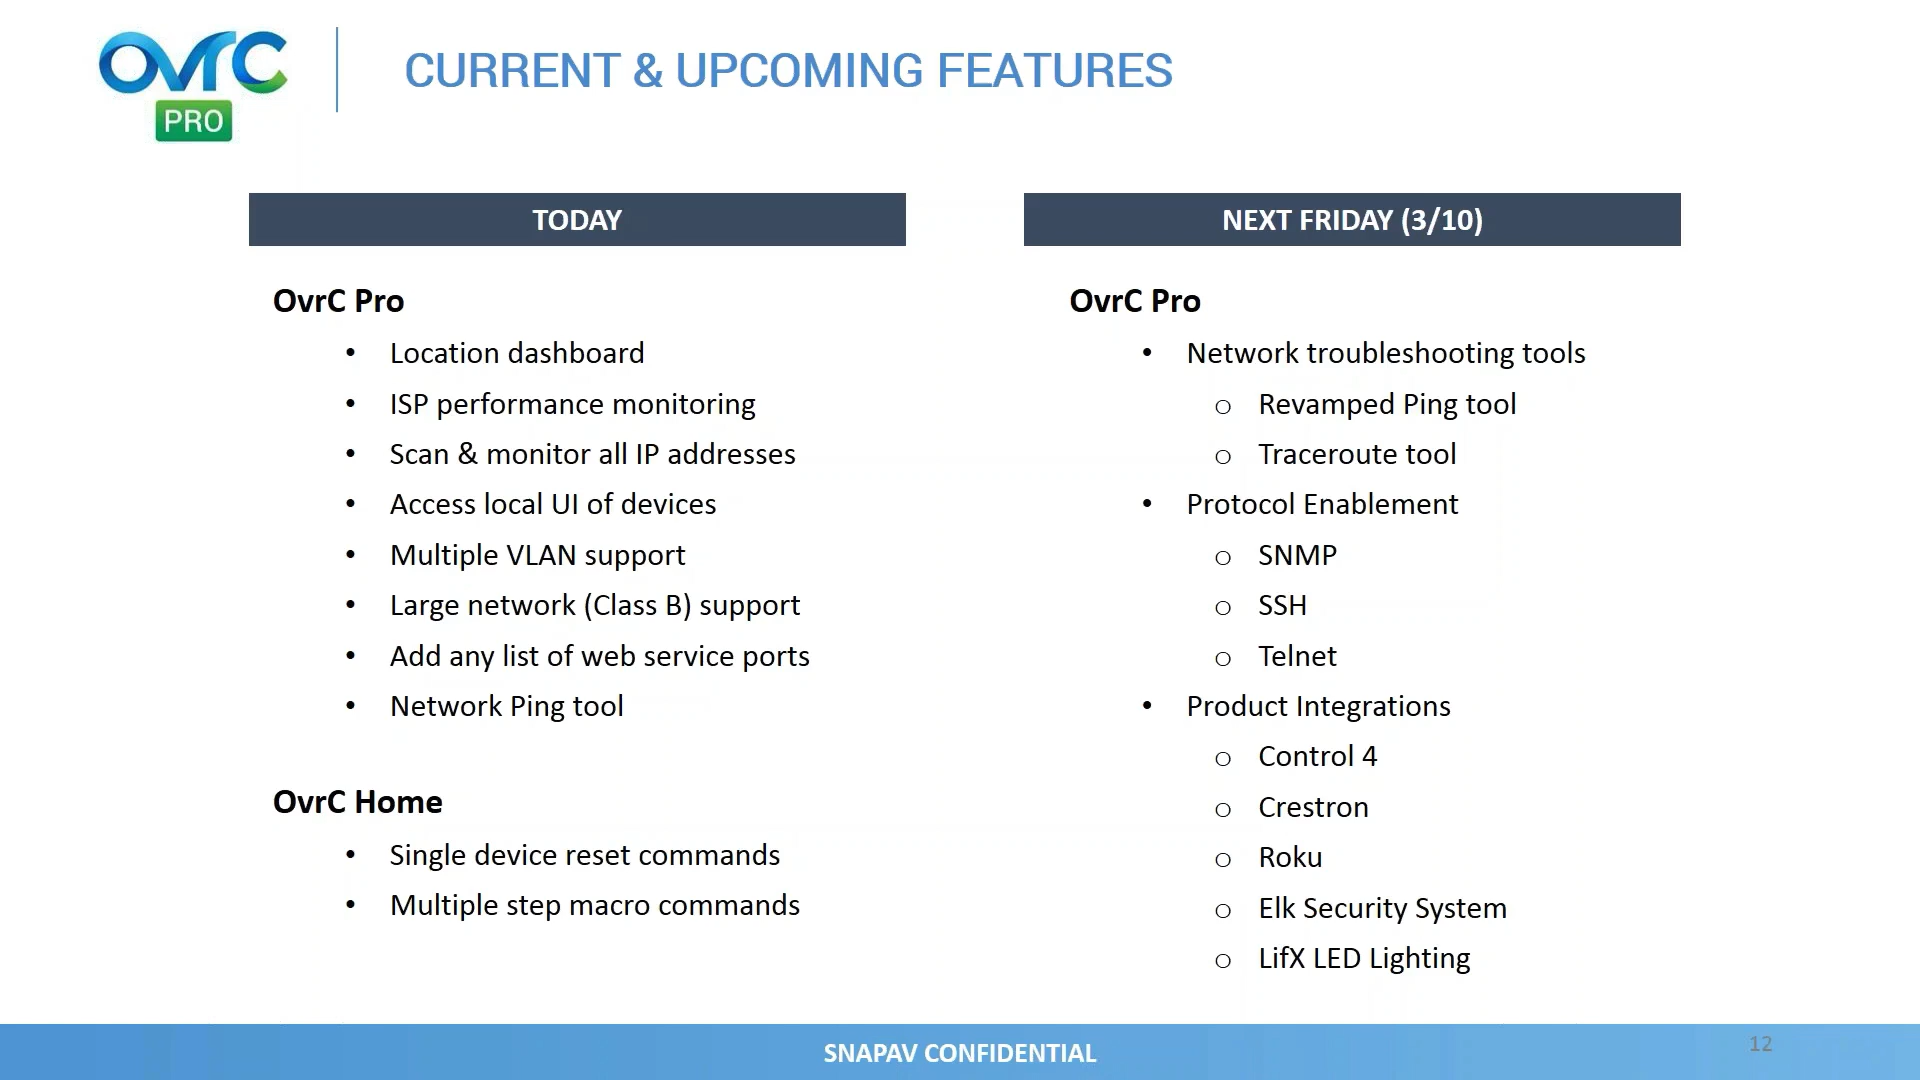 OvrC
PRO
CURRENT & UPCOMING FEATURES
TODAY
OvrC Pro
• Location dashboard
• ISP performance monitoring
• Scan & monitor all IP addresses
• Access local UI of devices
• Multiple VLAN support
• Large network (Class B) support
• Add any list of web service ports
• Network Ping tool
OvrC Home
• Single device reset commands
• Multiple step macro commands
NEXT FRIDAY (3/10)
OvrC Pro
• Network troubleshooting tools
o Revamped Ping tool
o Traceroute tool
• Protocol Enablement
o SNMP
o SSH
o Telnet
• Product Integrations
o Control 4
o Crestron
o Roku
o Elk Security System
o LifX LED Lighting
SNAPAV CONFIDENTIAL
12